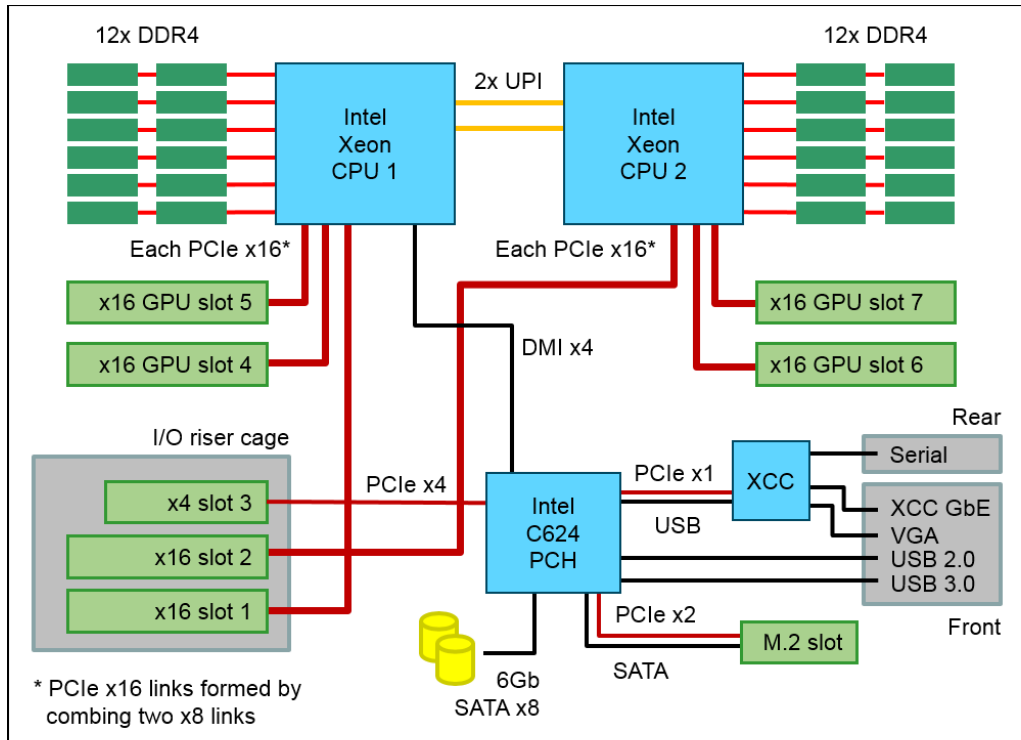 12x DDR4
12x DDR4
2x UPI
Intel
Xeon
CPU 1
Intel
Xeon
CPU 2
Each PCIe x16*
Each PCIe x16*
x16 GPU slot 5
x16 GPU slot 7
DMI x4
x16 GPU slot 4
x16 GPU slot 6
I/O riser cage
Rear
PCIe x4
PCIe x1
XCC
Serial
x4 slot 3
Intel
C624
PCH
USB
XCC GbE
VGA
USB 2.0
USB 3.0
x16 slot 2
x16 slot 1
PCIe x2
Front
M.2 slot
SATA
6Gb
SATA x8
* PCIe x16 links formed by
combing two x8 links